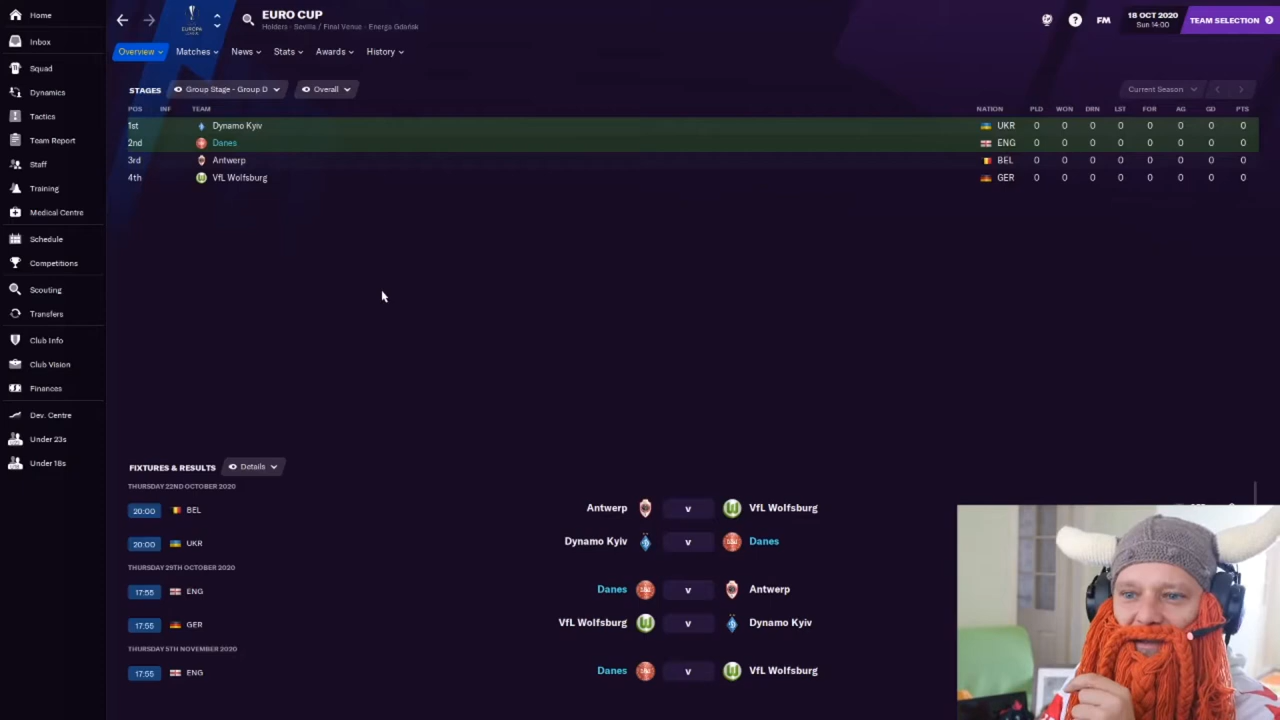 Home
Inbox
Squad
Dynamics
Tactics
Team Report
Staff
Training
Medical Centre
Schedule
Competitions
Scouting
Transfers
Club Info
Club Vision
Finances
Dev. Centre
Under 23s
Under 18s
EUROPA
EURO CUP
Holders - Sevilla / Final Venue - Energa Gdańsk
FM
18 OCT 2020
Sun 14:00
TEAM SELECTION
Overview Matches News Stats Awards History
STAGES Group Stage - Group D Overall Current Season
POS INF TEAM NATION PLD WON DRN LST FOR AG GD PTS
1st Dynamo Kyiv UKR 0 0 0 0 0 0 0 0
2nd Danes ENG 0 0 0 0 0 0 0 0
3rd Antwerp BEL 0 0 0 0 0 0 0 0
4th VfL Wolfsburg GER 0 0 0 0 0 0 0 0
FIXTURES & RESULTS Details
THURSDAY 22ND OCTOBER 2020
20:00 BEL Antwerp v VfL Wolfsburg
20:00 UKR Dynamo Kyiv v Danes
THURSDAY 29TH OCTOBER 2020
17:55 ENG Danes v Antwerp
17:55 GER VfL Wolfsburg v Dynamo Kyiv
THURSDAY 5TH NOVEMBER 2020
17:55 ENG Danes v VfL Wolfsburg